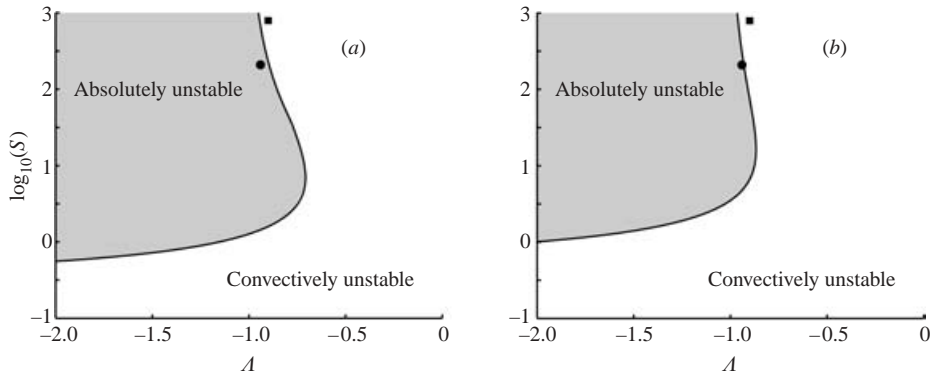 3
(a)
2
Absolutely unstable
log10(S)
1
0
Convectively unstable
−1
−2.0 −1.5 −1.0 −0.5 0
Λ
3
(b)
2
Absolutely unstable
1
0
Convectively unstable
−1
−2.0 −1.5 −1.0 −0.5 0
Λ